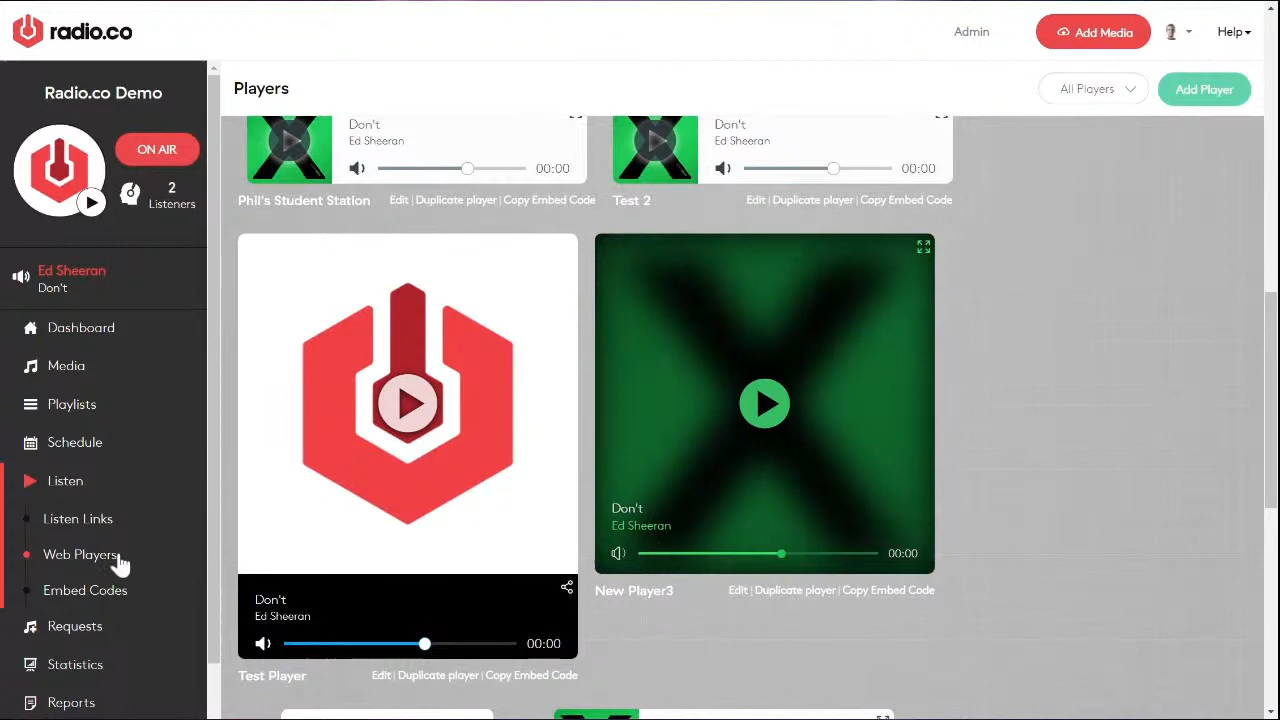 radio.co
Admin
Add Media
Help
Radio.co Demo
ON AIR
2
Listeners
Ed Sheeran
Don't
Dashboard
Media
Playlists
Schedule
Listen
Listen Links
Web Players
Embed Codes
Requests
Statistics
Reports
Players
All Players
Add Player
Don't
Ed Sheeran
00:00
Phil's Student Station
Edit | Duplicate player | Copy Embed Code
Don't
Ed Sheeran
00:00
Test 2
Edit | Duplicate player | Copy Embed Code
Don't
Ed Sheeran
00:00
Test Player
Edit | Duplicate player | Copy Embed Code
Don't
Ed Sheeran
00:00
New Player3
Edit | Duplicate player | Copy Embed Code